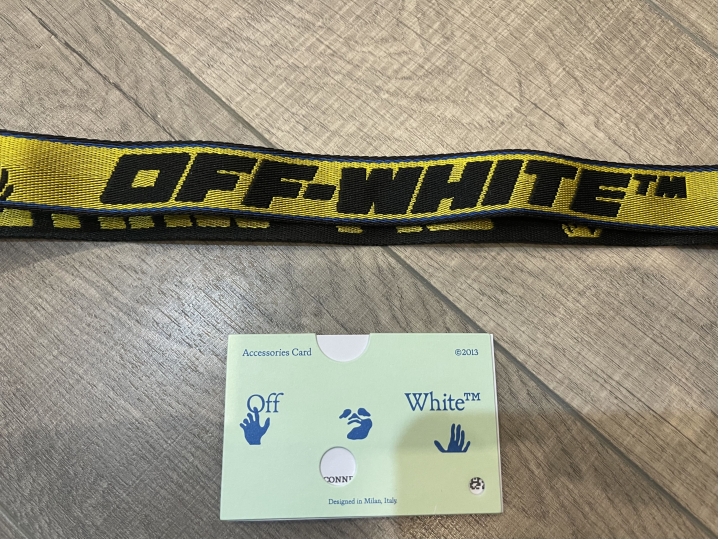 OFF-WHITE™
Accessories Card
©2013
Off
White™
CONNE
Designed in Milan, Italy.